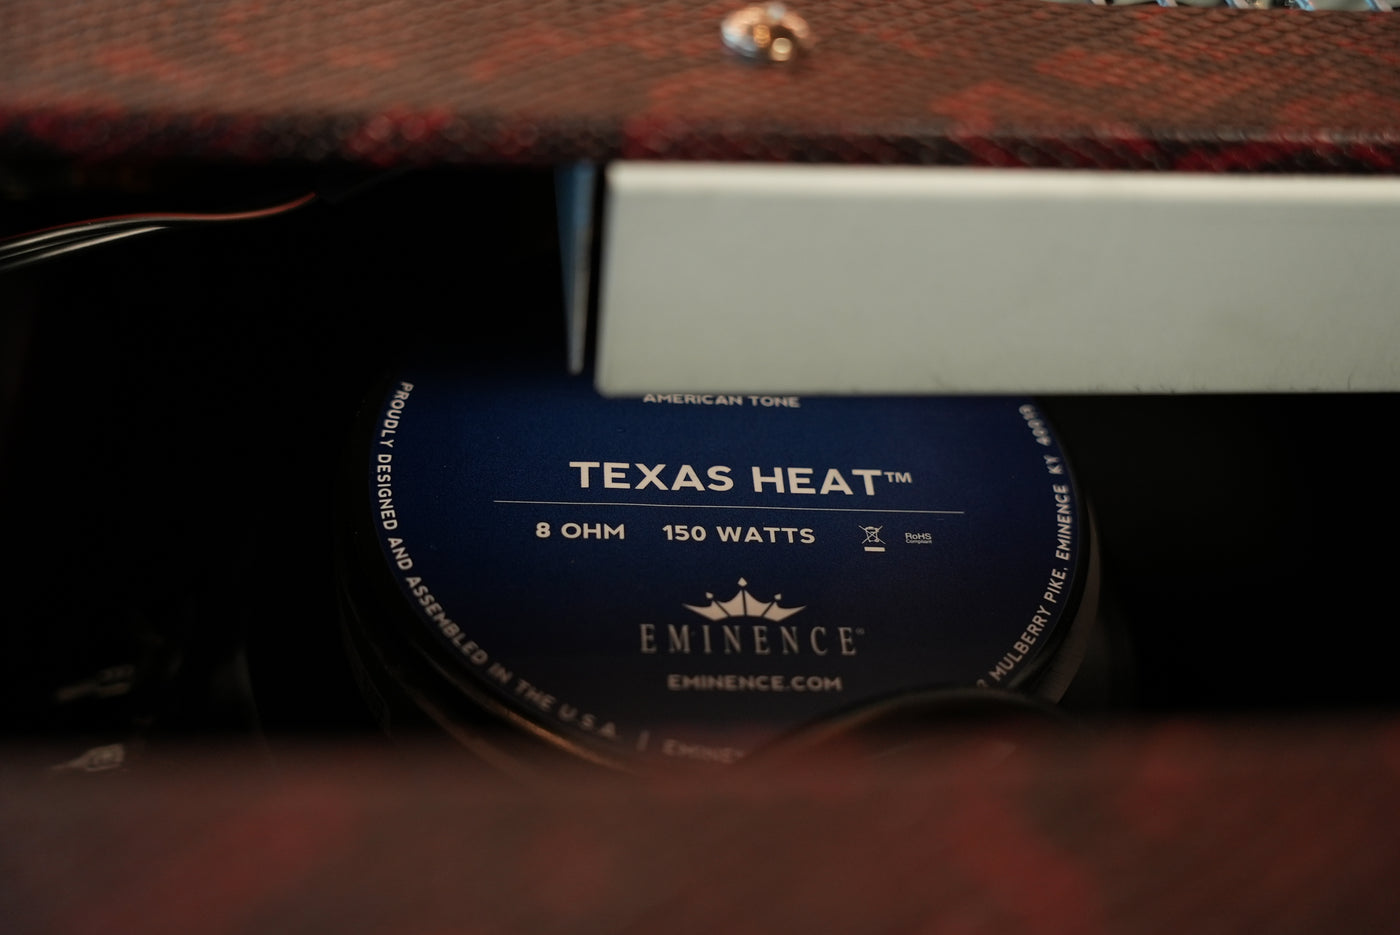 AMERICAN TONE
TEXAS HEAT™
8 OHM 150 WATTS
RoHS
Compliant
EMINENCE®
EMINENCE.COM
PROUDLY DESIGNED AND ASSEMBLED IN THE U.S.A. |
MULBERRY PIKE, EMINENCE KY